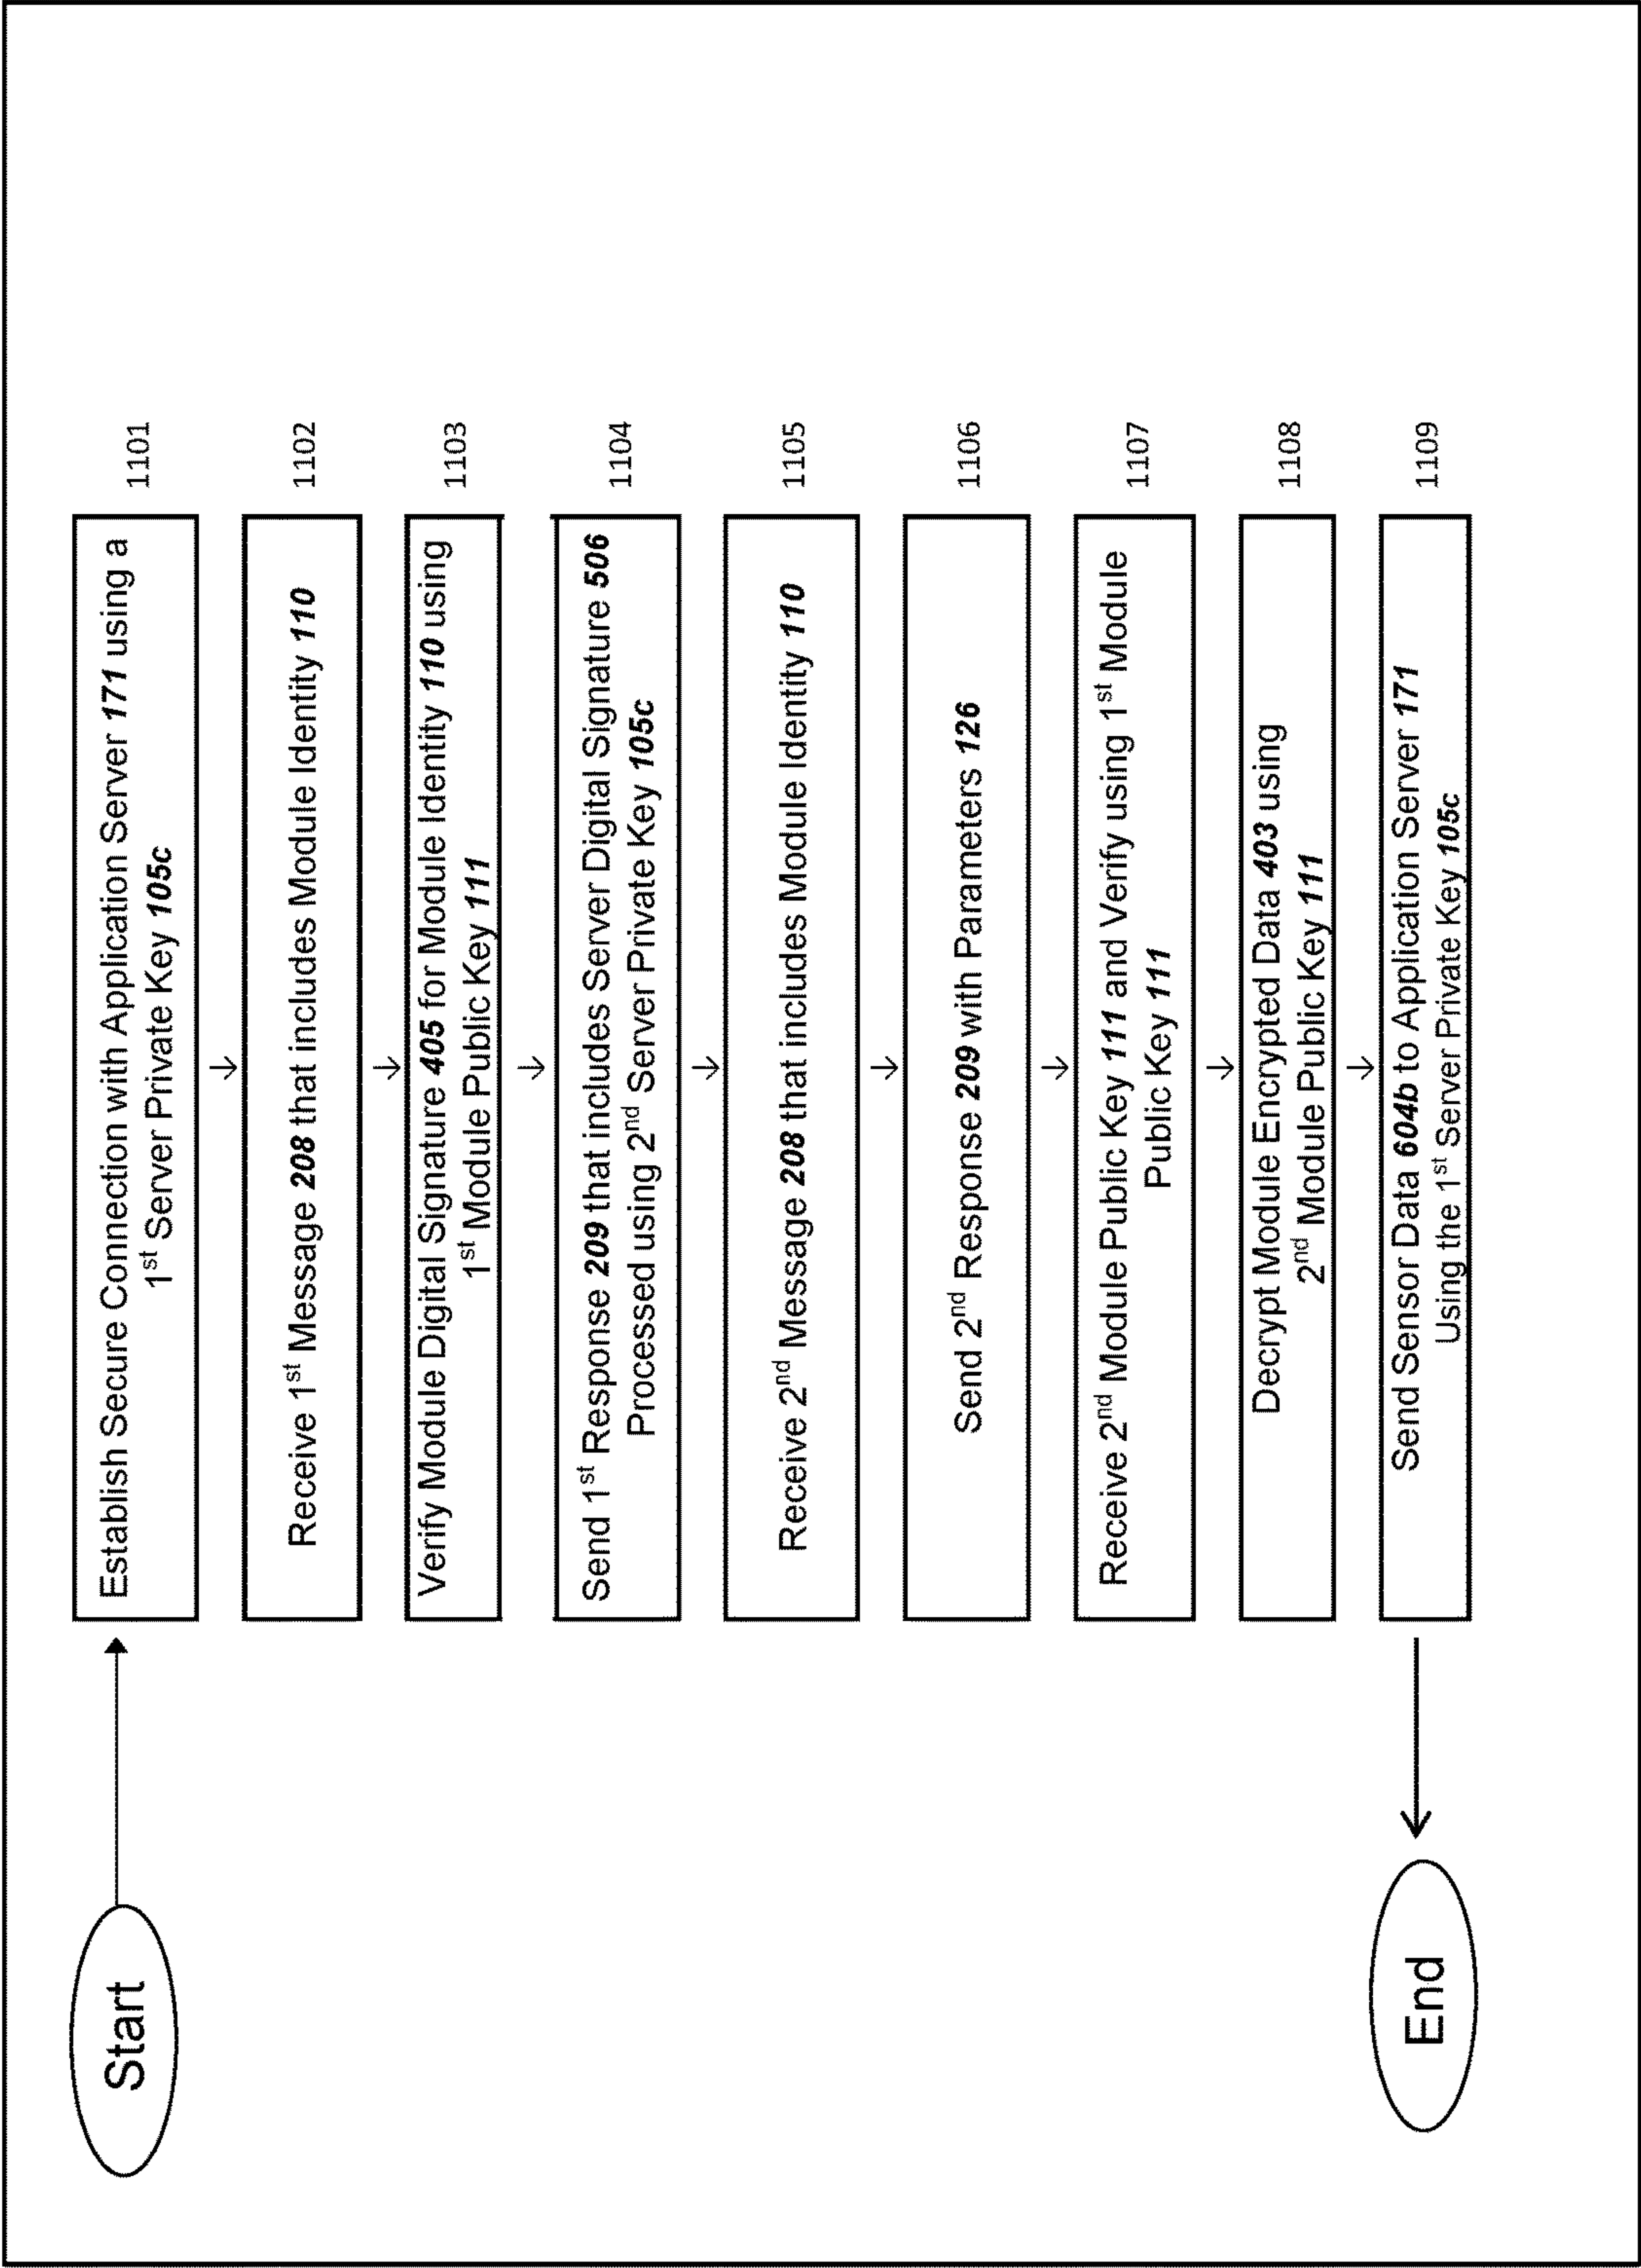 Start
Establish Secure Connection with Application Server 171 using a
1st Server Private Key 105c
1101
Receive 1st Message 208 that includes Module Identity 110
1102
Verify Module Digital Signature 405 for Module Identity 110 using
1st Module Public Key 111
1103
Send 1st Response 209 that includes Server Digital Signature 506
Processed using 2nd Server Private Key 105c
1104
Receive 2nd Message 208 that includes Module Identity 110
1105
Send 2nd Response 209 with Parameters 126
1106
Receive 2nd Module Public Key 111 and Verify using 1st Module
Public Key 111
1107
Decrypt Module Encrypted Data 403 using
2nd Module Public Key 111
1108
Send Sensor Data 604b to Application Server 171
Using the 1st Server Private Key 105c
1109
End